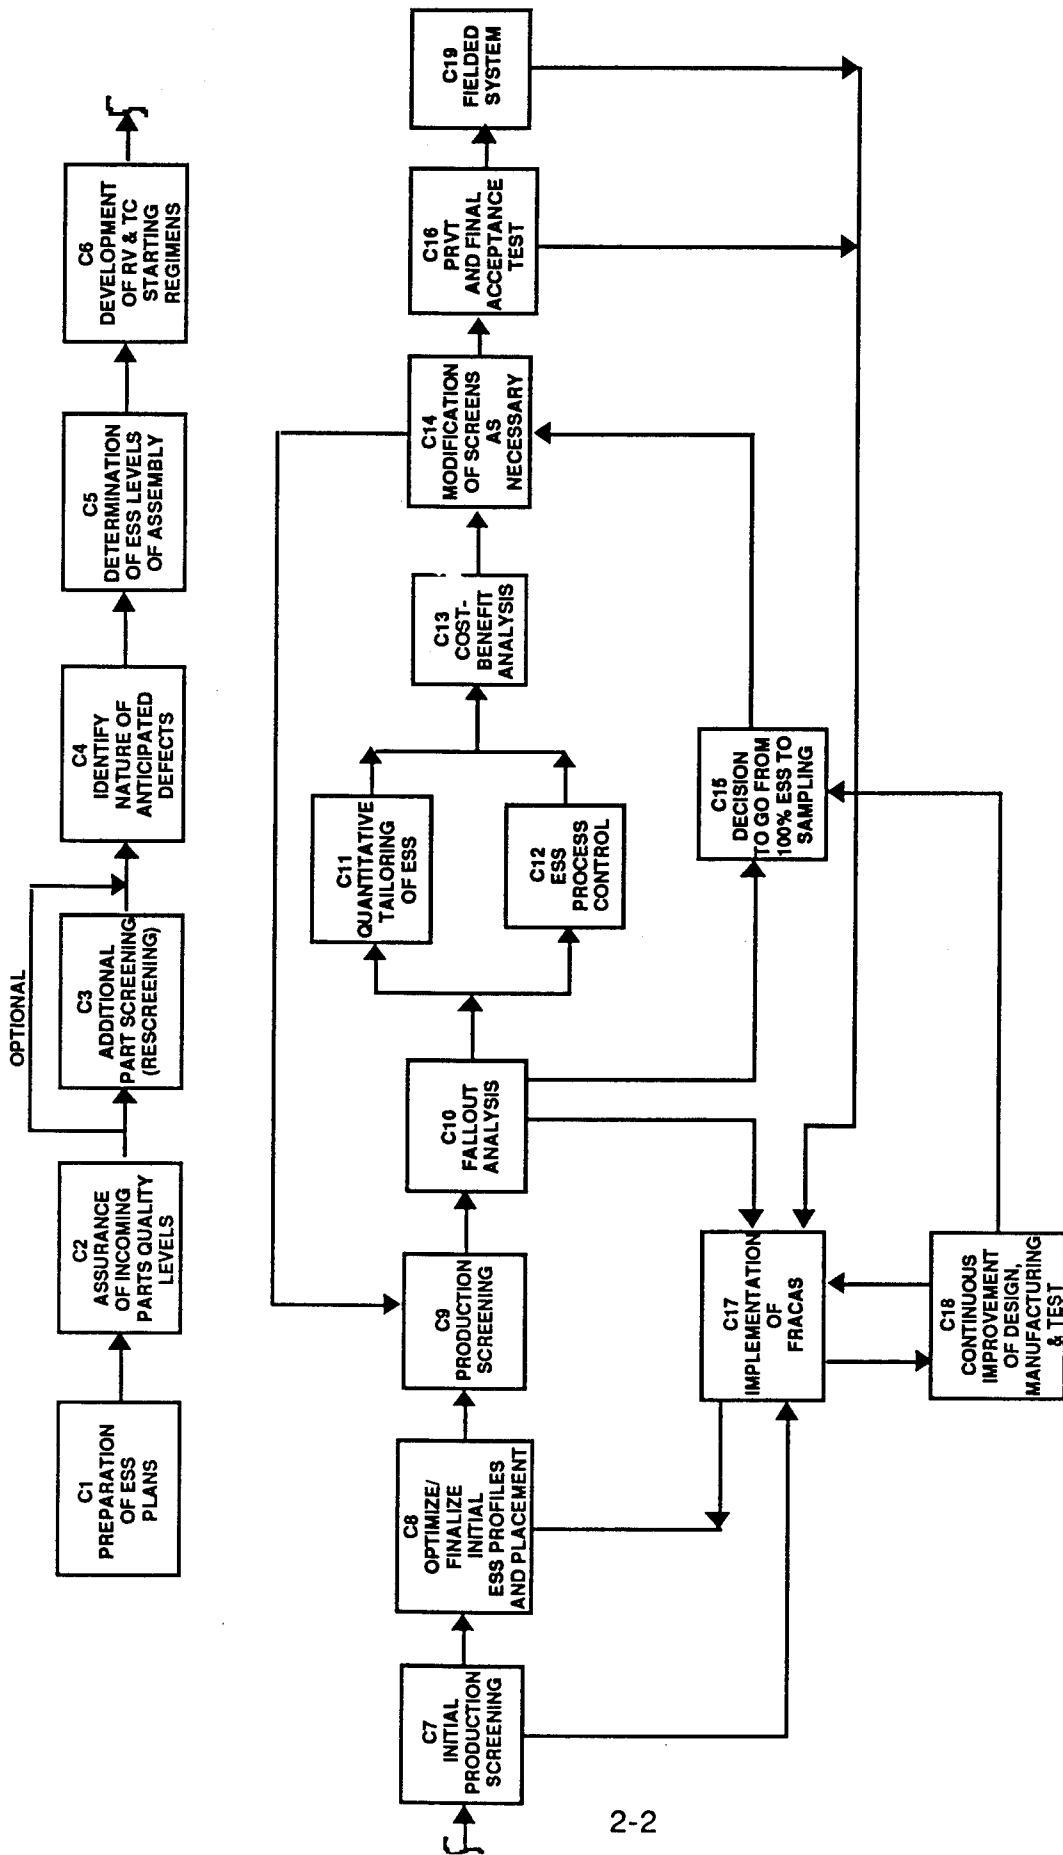 C1
PREPARATION
OF ESS
PLANS
C2
ASSURANCE
OF INCOMING
PARTS QUALITY
LEVELS
OPTIONAL
C3
ADDITIONAL
PART SCREENING
(RESCREENING)
C4
IDENTIFY
NATURE OF
ANTICIPATED
DEFECTS
C5
DETERMINATION
OF ESS LEVELS
OF ASSEMBLY
C6
DEVELOPMENT
OF RV & TC
STARTING
REGIMENS
C7
INITIAL
PRODUCTION
SCREENING
C8
OPTIMIZE/
FINALIZE
INITIAL
ESS PROFILES
AND PLACEMENT
C9
PRODUCTION
SCREENING
C10
FALLOUT
ANALYSIS
C11
QUANTITATIVE
TAILORING
OF ESS
C12
ESS
PROCESS
CONTROL
C13
COST-
BENEFIT
ANALYSIS
C14
MODIFICATION
OF SCREENS
AS
NECESSARY
C16
PRVT
AND FINAL
ACCEPTANCE
TEST
C19
FIELDED
SYSTEM
C15
DECISION
TO GO FROM
100% ESS TO
SAMPLING
C17
IMPLEMENTATION
OF
FRACAS
C18
CONTINUOUS
IMPROVEMENT
OF DESIGN,
MANUFACTURING
& TEST
2-2